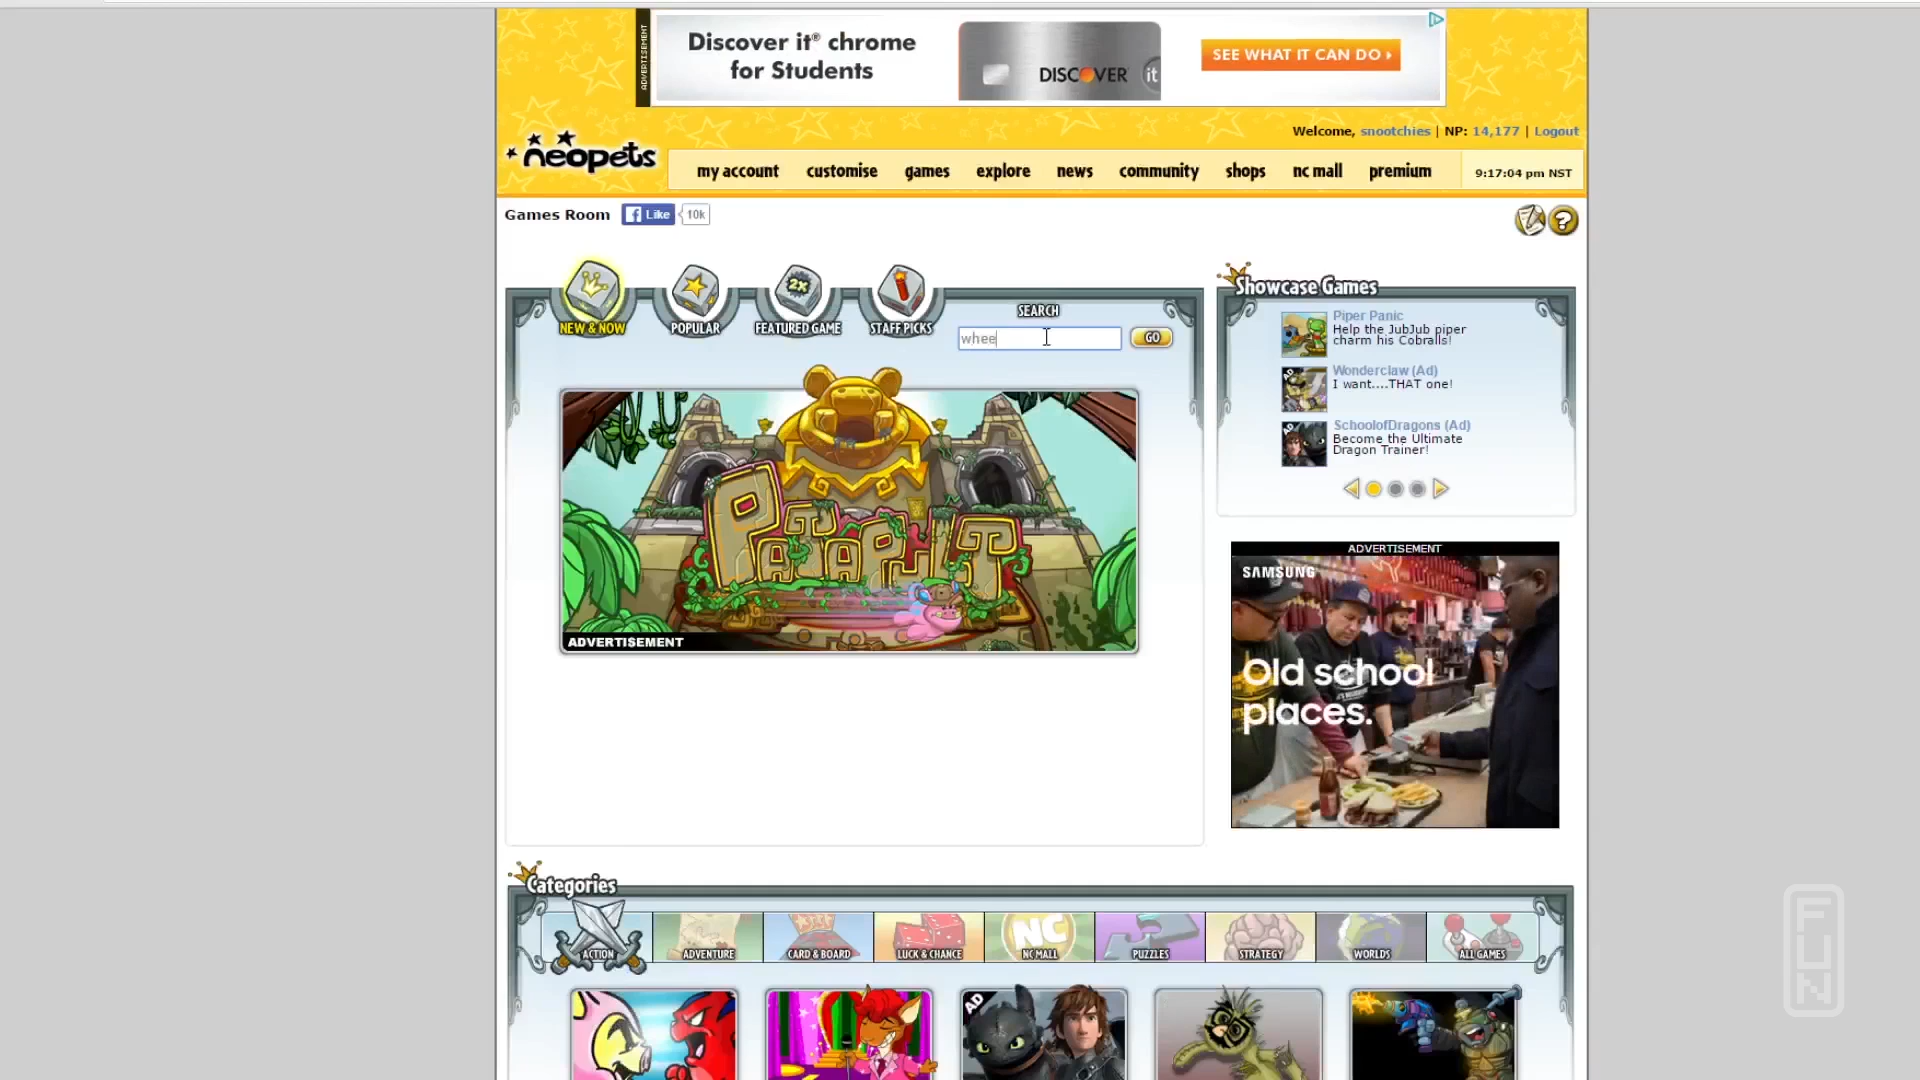 ADVERTISEMENT
Discover it® chrome
for Students
DISCOVER it
SEE WHAT IT CAN DO
Welcome, snootchies | NP: 14,177 | Logout
neopets
my account customise games explore news community shops nc mall premium
9:17:04 pm NST
Games Room
Like
10k
NEW & NOW
POPULAR
2x
FEATURED GAME
STAFF PICKS
SEARCH
whee
GO
PATAPULT
ADVERTISEMENT
Showcase Games
Piper Panic
Help the JubJub piper
charm his Cobralls!
AD
Wonderclaw (Ad)
I want....THAT one!
AD
SchoolofDragons (Ad)
Become the Ultimate
Dragon Trainer!
ADVERTISEMENT
SAMSUNG
Old school
places.
Categories
ACTION
ADVENTURE
CARD & BOARD
LUCK & CHANCE
NC
NC MALL
PUZZLES
STRATEGY
WORLDS
ALL GAMES
AD
FUN